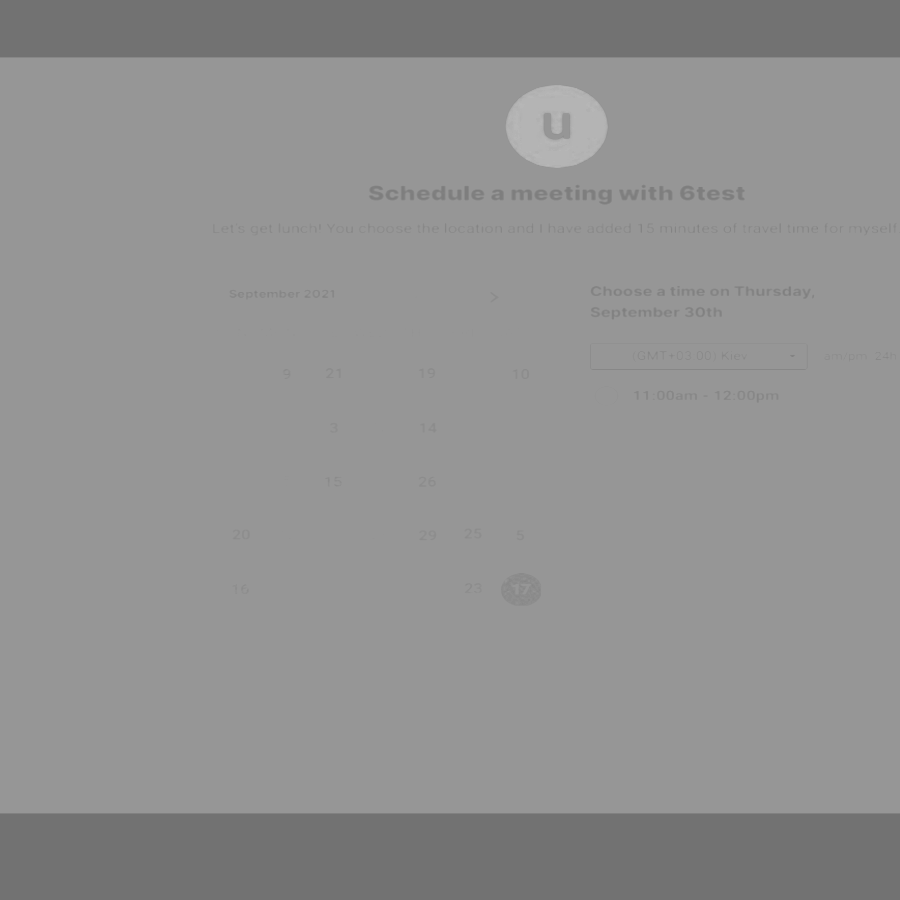 u
Schedule a meeting with 6test
Let's get lunch! You choose the location and I have added 15 minutes of travel time for myself
September 2021
Choose a time on Thursday,
September 30th
(GMT+03:00) Kiev
am/pm 24h
9 21 19 10
11:00am - 12:00pm
3 14
15 26
20 29 25 5
16 23 17